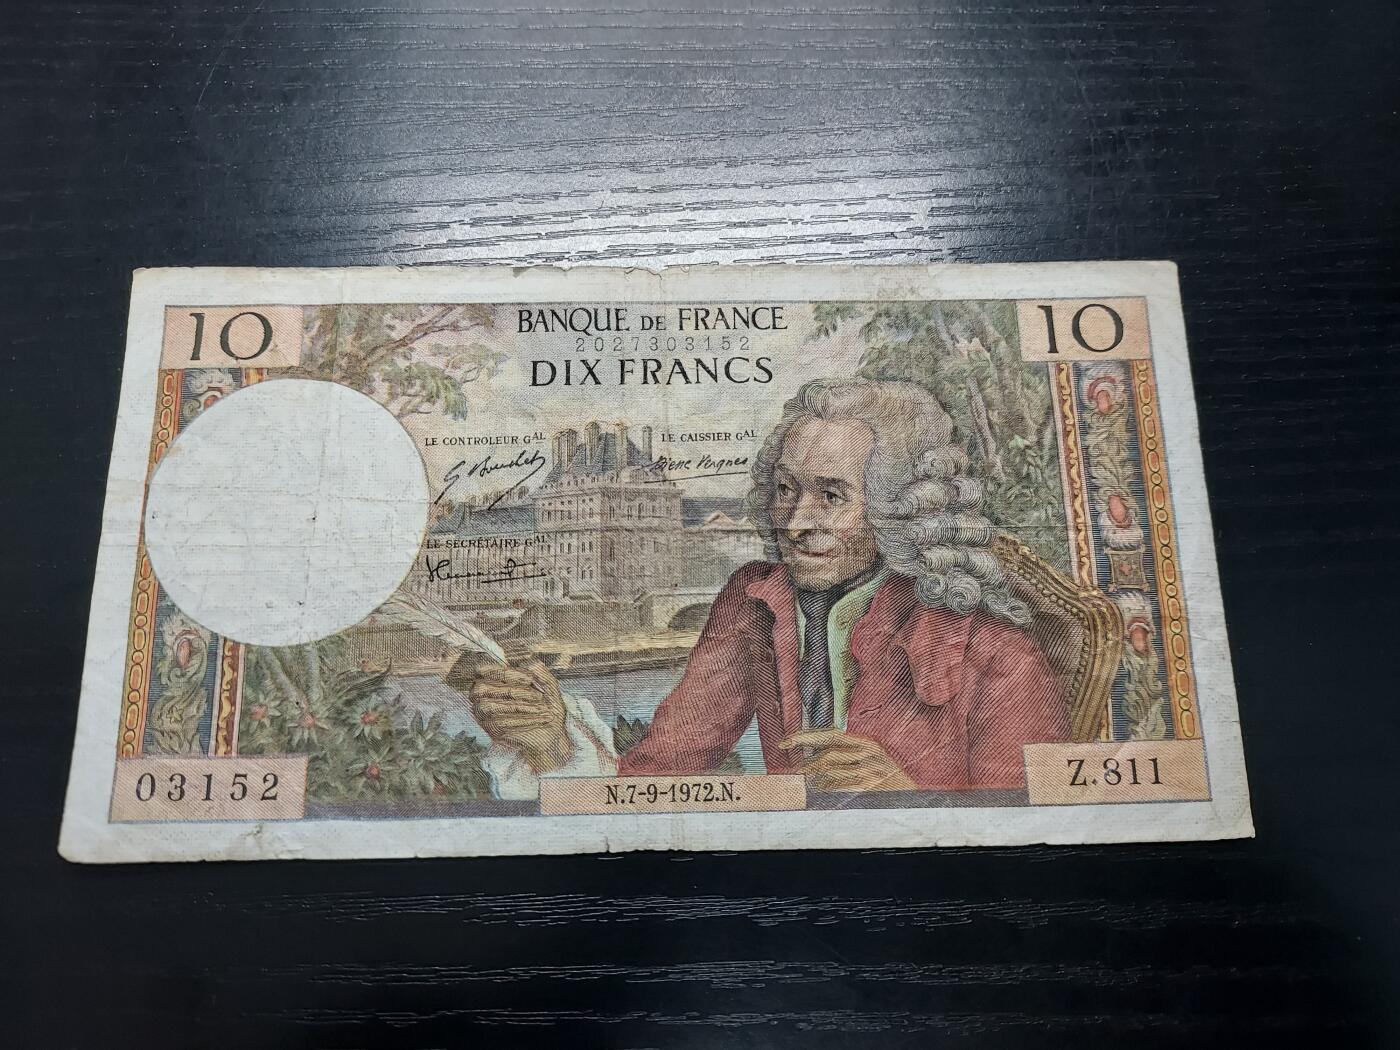 10
BANQUE DE FRANCE
10
2027303152
DIX FRANCS
LE CONTROLEUR GAL
LE CAISSIER GAL
LE SECRÉTAIRE GAL
03152
N.7-9-1972.N.
Z.811